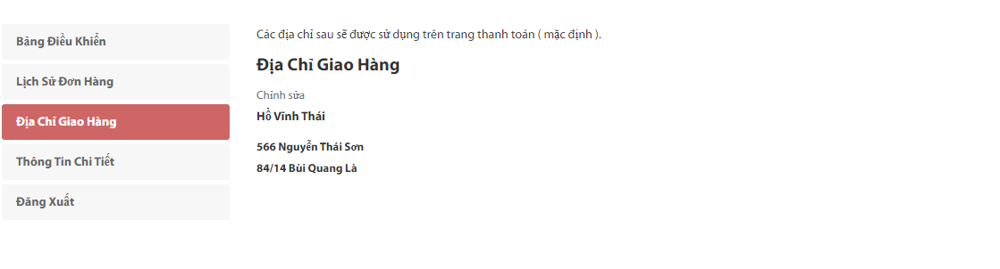 Bảng Điều Khiển
Lịch Sử Đơn Hàng
Địa Chỉ Giao Hàng
Thông Tin Chi Tiết
Đăng Xuất
Các địa chỉ sau sẽ được sử dụng trên trang thanh toán ( mặc định ).
Địa Chỉ Giao Hàng
Chỉnh sửa
Hồ Vĩnh Thái
566 Nguyễn Thái Sơn
84/14 Bùi Quang Là